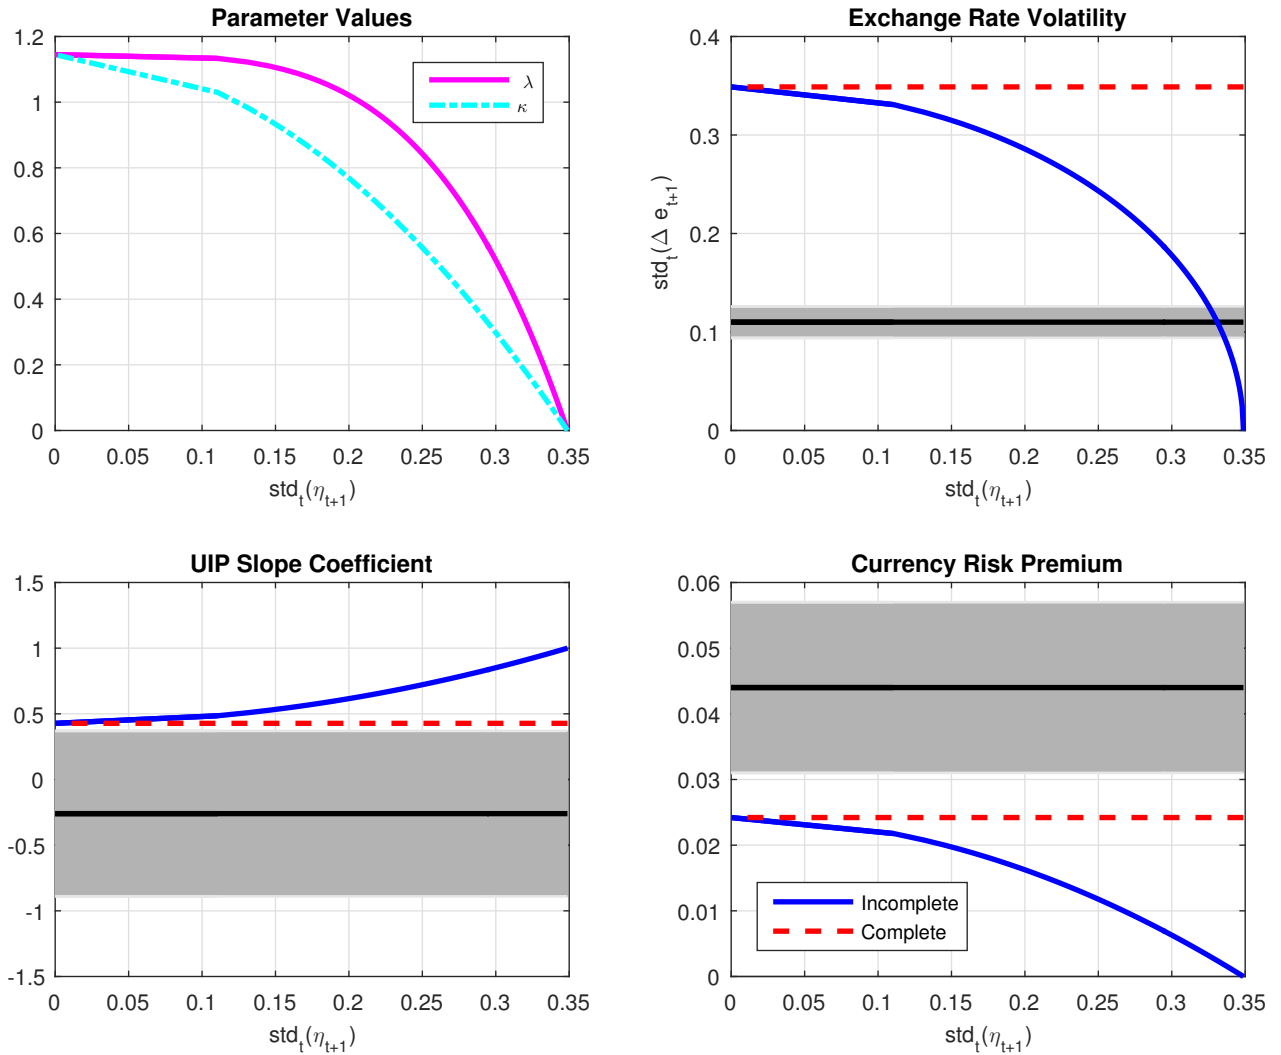 Parameter Values
1.2
1
0.8
0.6
0.4
0.2
0
λ
κ
0 0.05 0.1 0.15 0.2 0.25 0.3 0.35
std_t(η_{t+1})
Exchange Rate Volatility
0.4
0.3
0.2
0.1
0
std_t(Δ e_{t+1})
0 0.05 0.1 0.15 0.2 0.25 0.3 0.35
std_t(η_{t+1})
UIP Slope Coefficient
1.5
1
0.5
0
-0.5
-1
-1.5
0 0.05 0.1 0.15 0.2 0.25 0.3 0.35
std_t(η_{t+1})
Currency Risk Premium
0.06
0.05
0.04
0.03
0.02
0.01
0
Incomplete
Complete
0 0.05 0.1 0.15 0.2 0.25 0.3 0.35
std_t(η_{t+1})